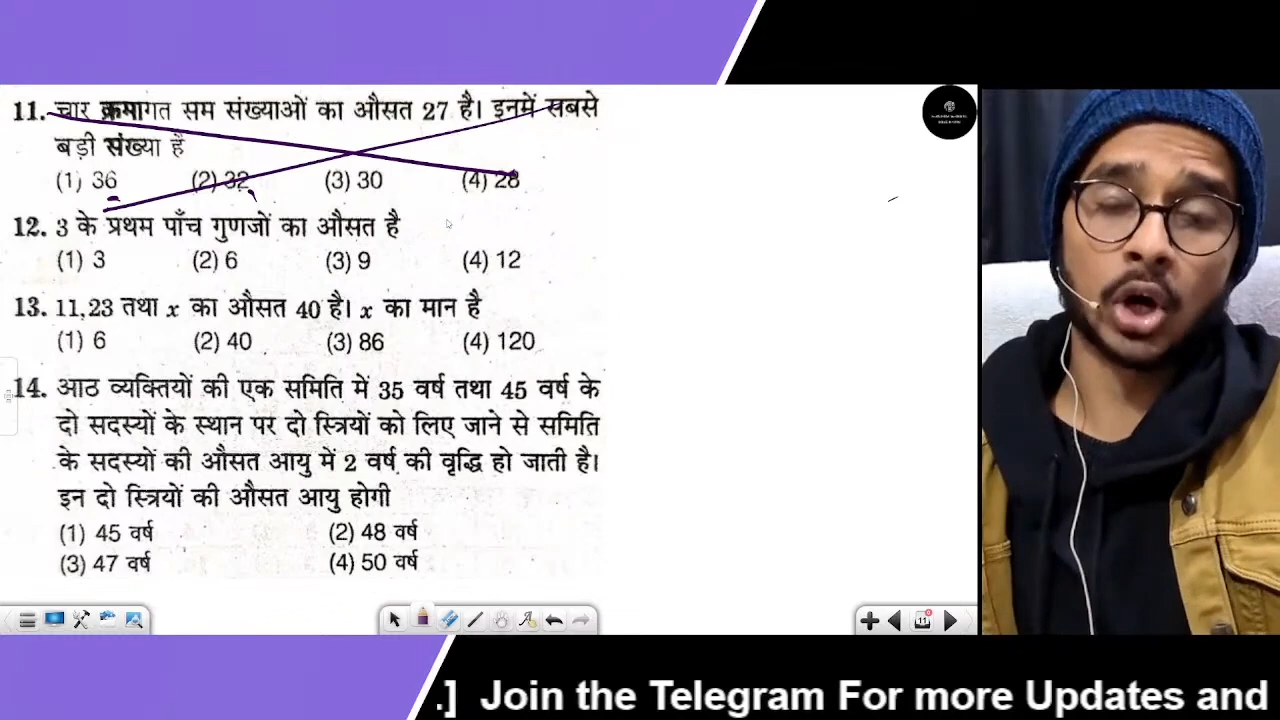 11. चार क्रमागत सम संख्याओं का औसत 27 है। इनमें सबसे
बड़ी संख्या है
(1) 36 (2) 32 (3) 30 (4) 28
12. 3 के प्रथम पाँच गुणजों का औसत है
(1) 3 (2) 6 (3) 9 (4) 12
13. 11,23 तथा x का औसत 40 है। x का मान है
(1) 6 (2) 40 (3) 86 (4) 120
14. आठ व्यक्तियों की एक समिति में 35 वर्ष तथा 45 वर्ष के
दो सदस्यों के स्थान पर दो स्त्रियों को लिए जाने से समिति
के सदस्यों की औसत आयु में 2 वर्ष की वृद्धि हो जाती है।
इन दो स्त्रियों की औसत आयु होगी
(1) 45 वर्ष (2) 48 वर्ष
(3) 47 वर्ष (4) 50 वर्ष
11
.] Join the Telegram For more Updates and